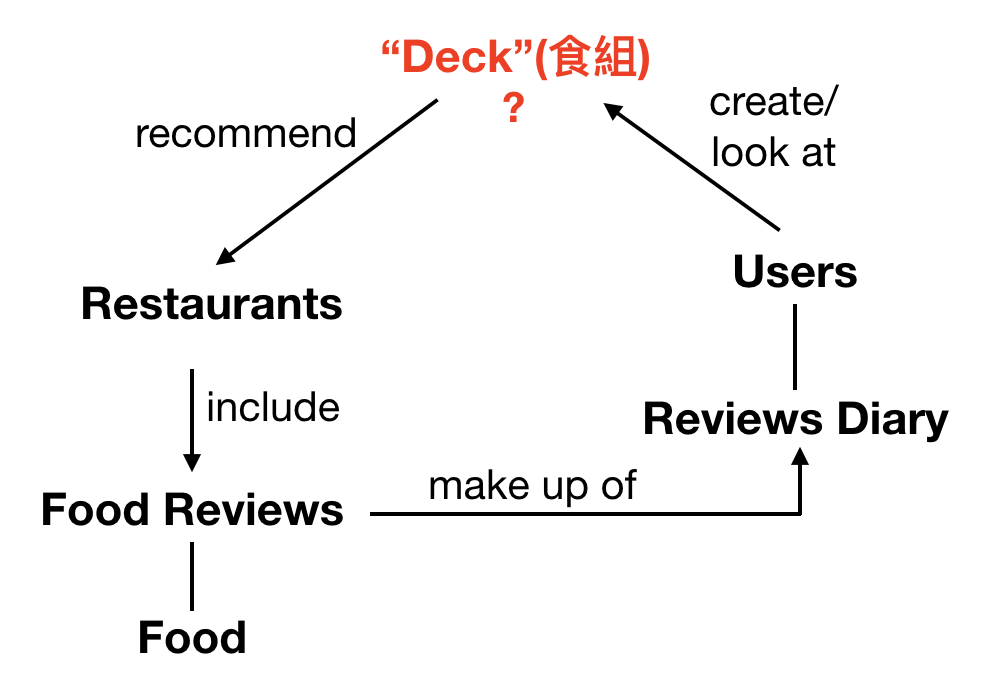 “Deck”(食組)
?
recommend
create/
look at
Restaurants
Users
include
Reviews Diary
Food Reviews
make up of
Food